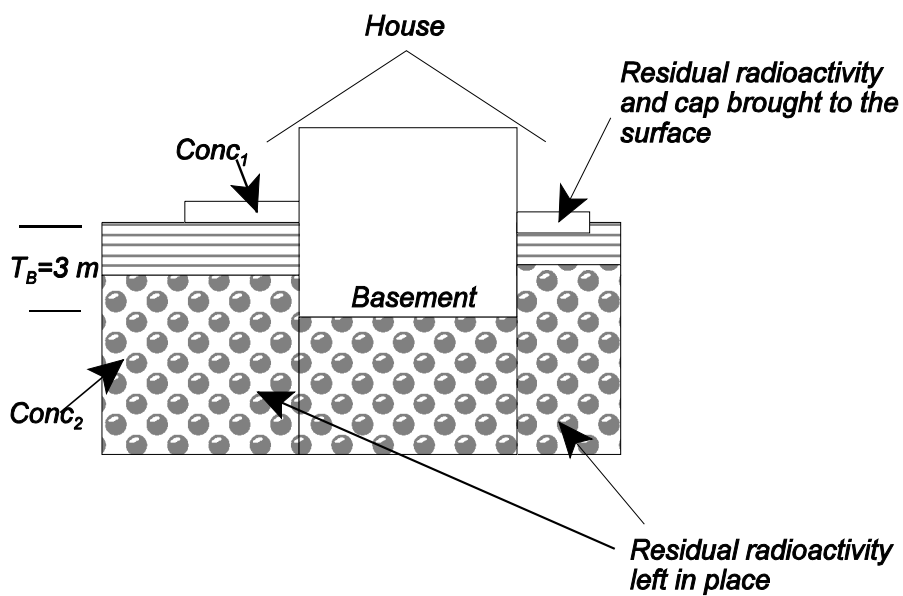 House
Residual radioactivity
and cap brought to the
surface
Conc1
TB=3 m
Basement
Conc2
Residual radioactivity
left in place